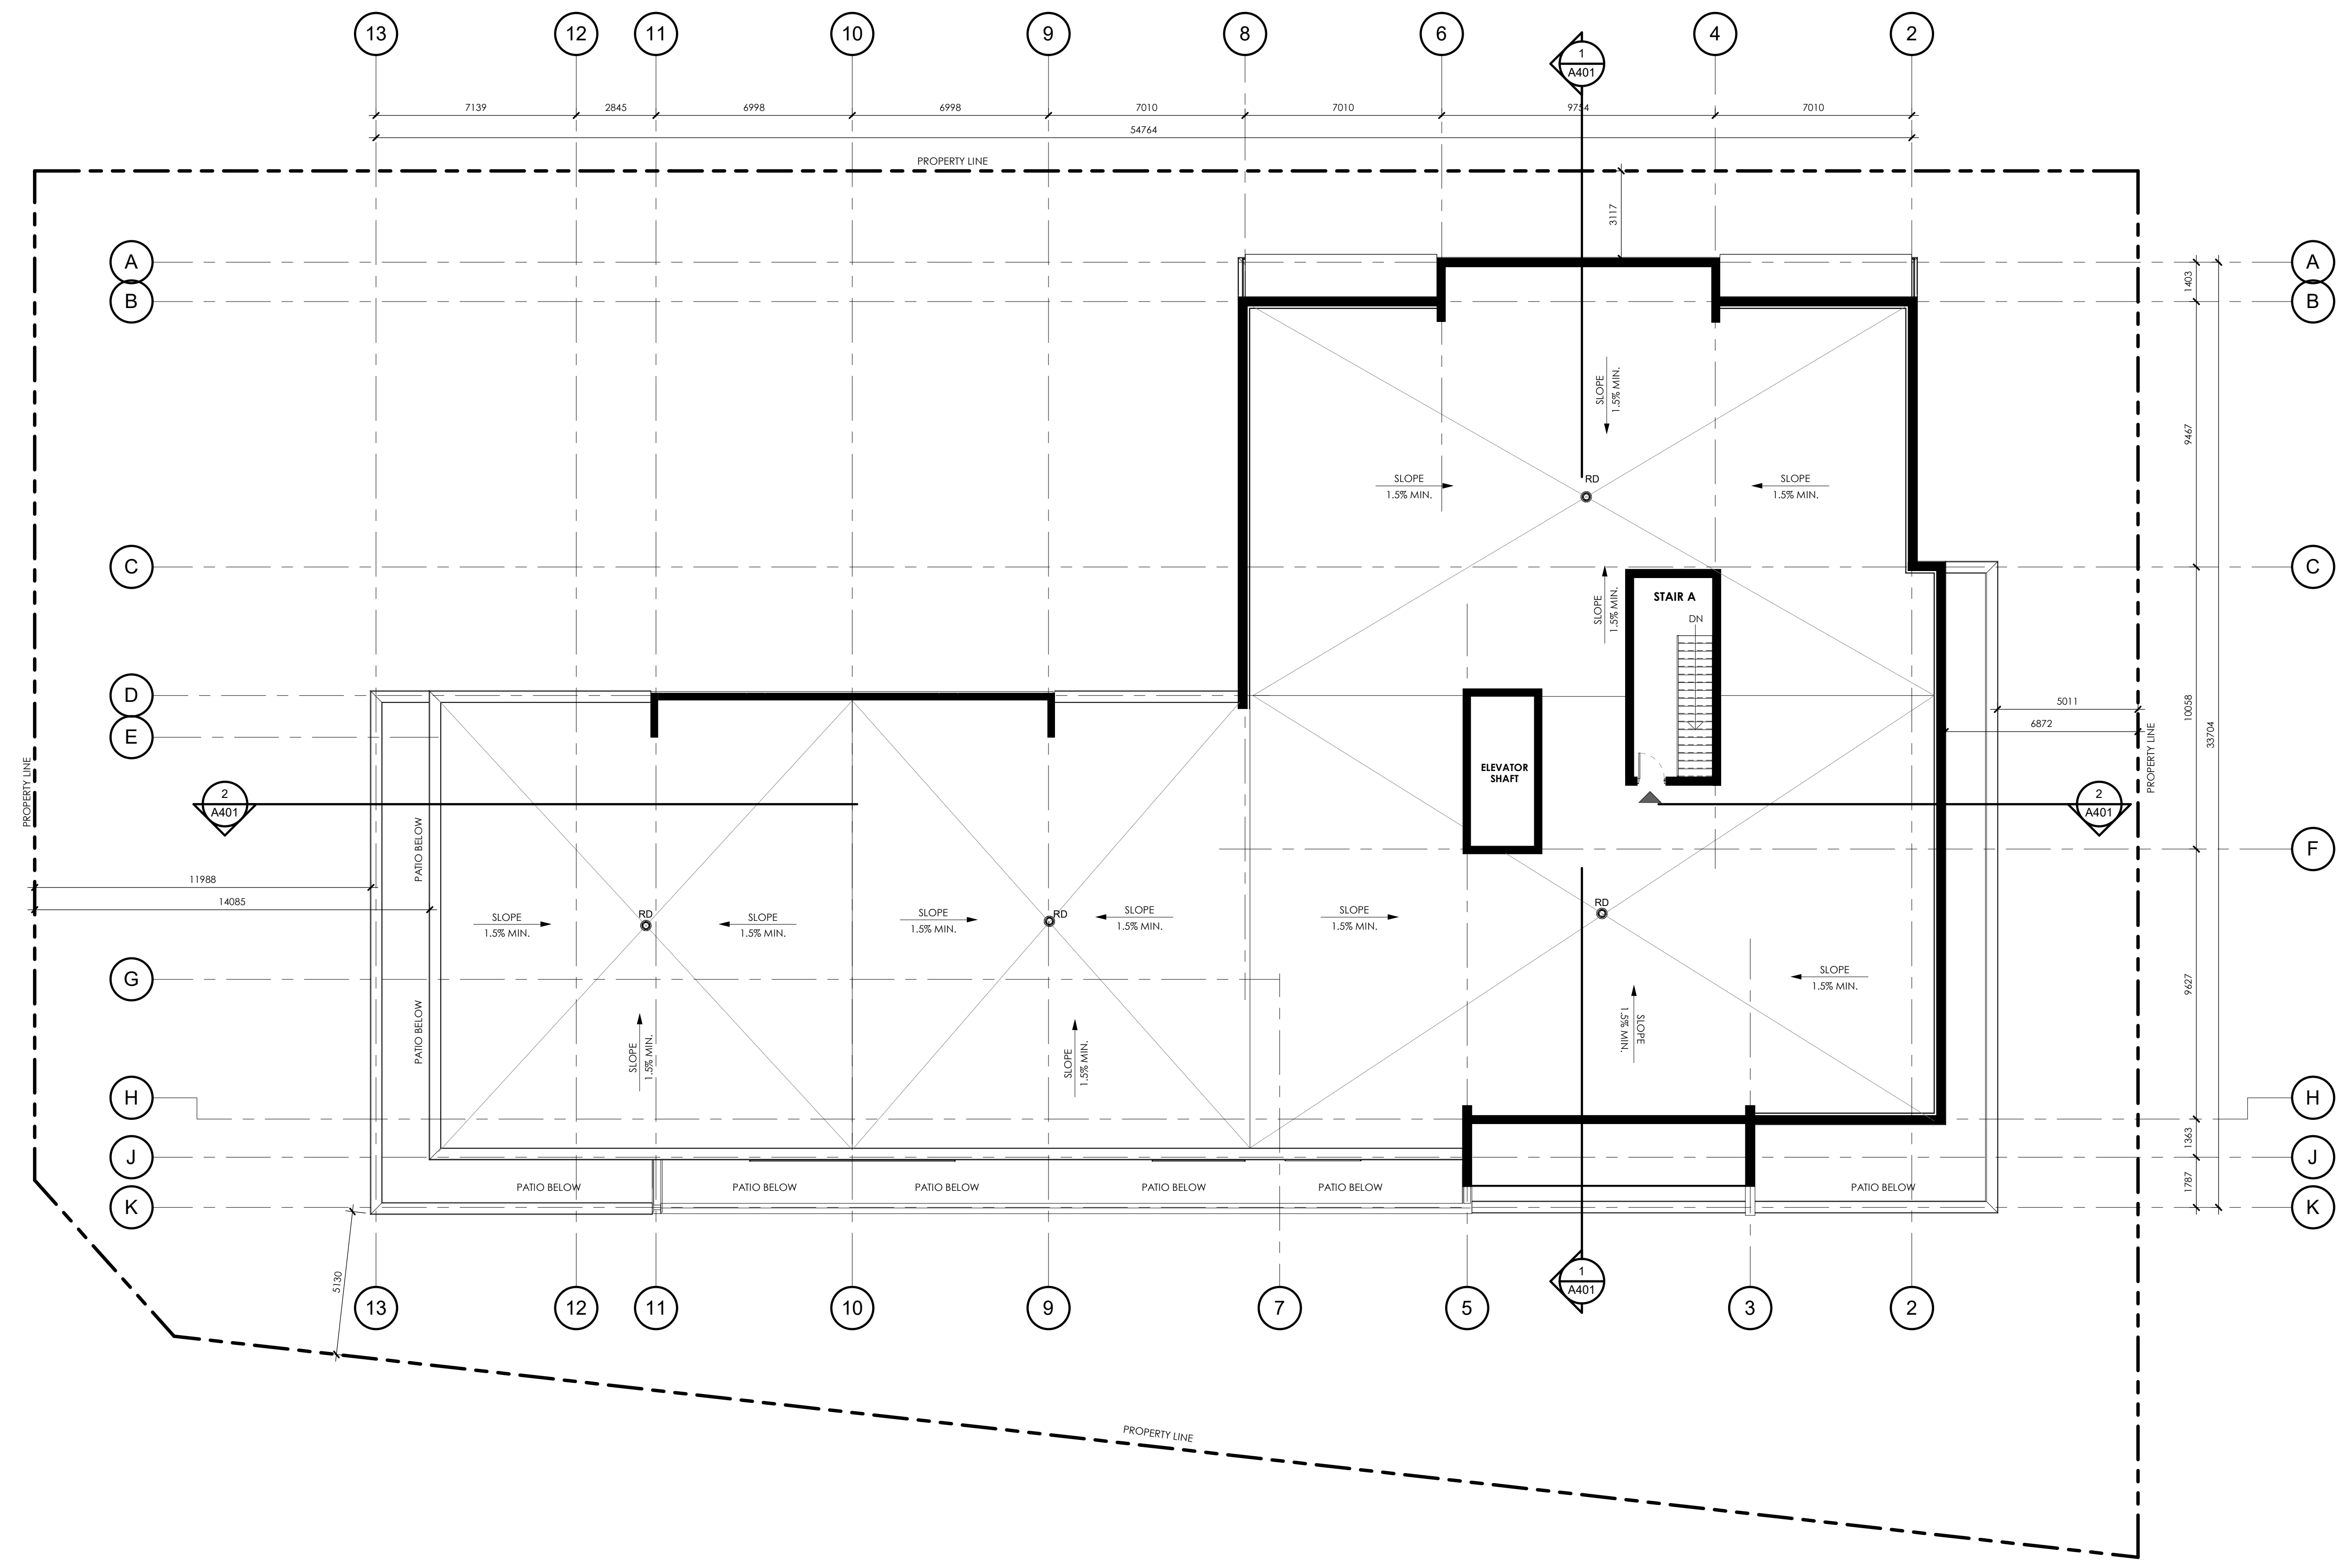 13 12 11 10 9 8 6 4 2
1
A401
7139 2845 6998 6998 7010 7010 9754 7010
54764
PROPERTY LINE
3117
A A
B B
1403
9467
SLOPE
1.5% MIN.
SLOPE
1.5% MIN.
RD
SLOPE
1.5% MIN.
C C
STAIR A
DN
SLOPE
1.5% MIN.
D
E
10058
33704
5011
6872
PROPERTY LINE
PROPERTY LINE
ELEVATOR
SHAFT
2
A401
2
A401
PATIO BELOW
F
11988
14085
SLOPE
1.5% MIN.
RD
SLOPE
1.5% MIN.
SLOPE
1.5% MIN.
RD
SLOPE
1.5% MIN.
SLOPE
1.5% MIN.
RD
G
SLOPE
1.5% MIN.
9627
PATIO BELOW
SLOPE
1.5% MIN.
SLOPE
1.5% MIN.
SLOPE
1.5% MIN.
H H
1363
J J
1787
PATIO BELOW PATIO BELOW PATIO BELOW PATIO BELOW PATIO BELOW PATIO BELOW
K K
5130
1
A401
13 12 11 10 9 7 5 3 2
PROPERTY LINE